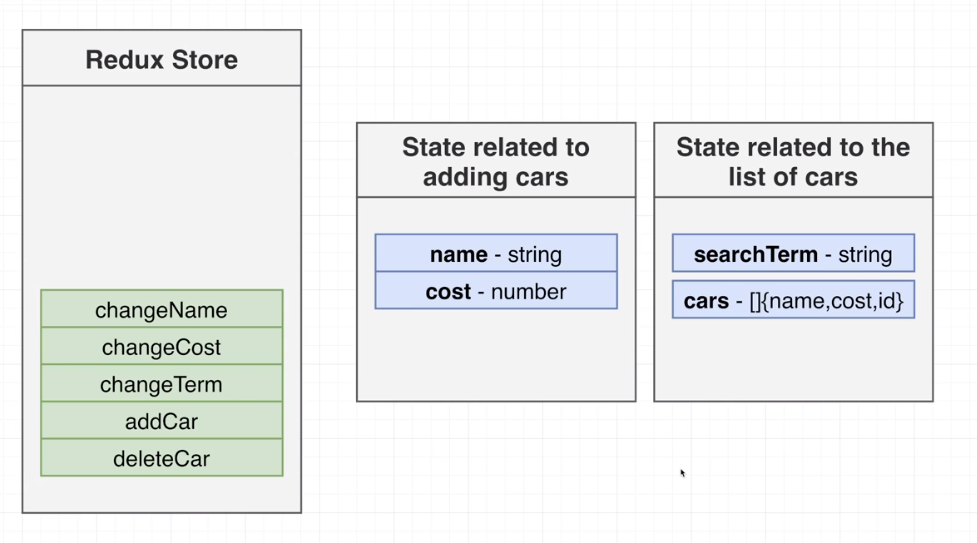 Redux Store
changeName
changeCost
changeTerm
addCar
deleteCar
State related to
adding cars
name - string
cost - number
State related to the
list of cars
searchTerm - string
cars - []{name,cost,id}